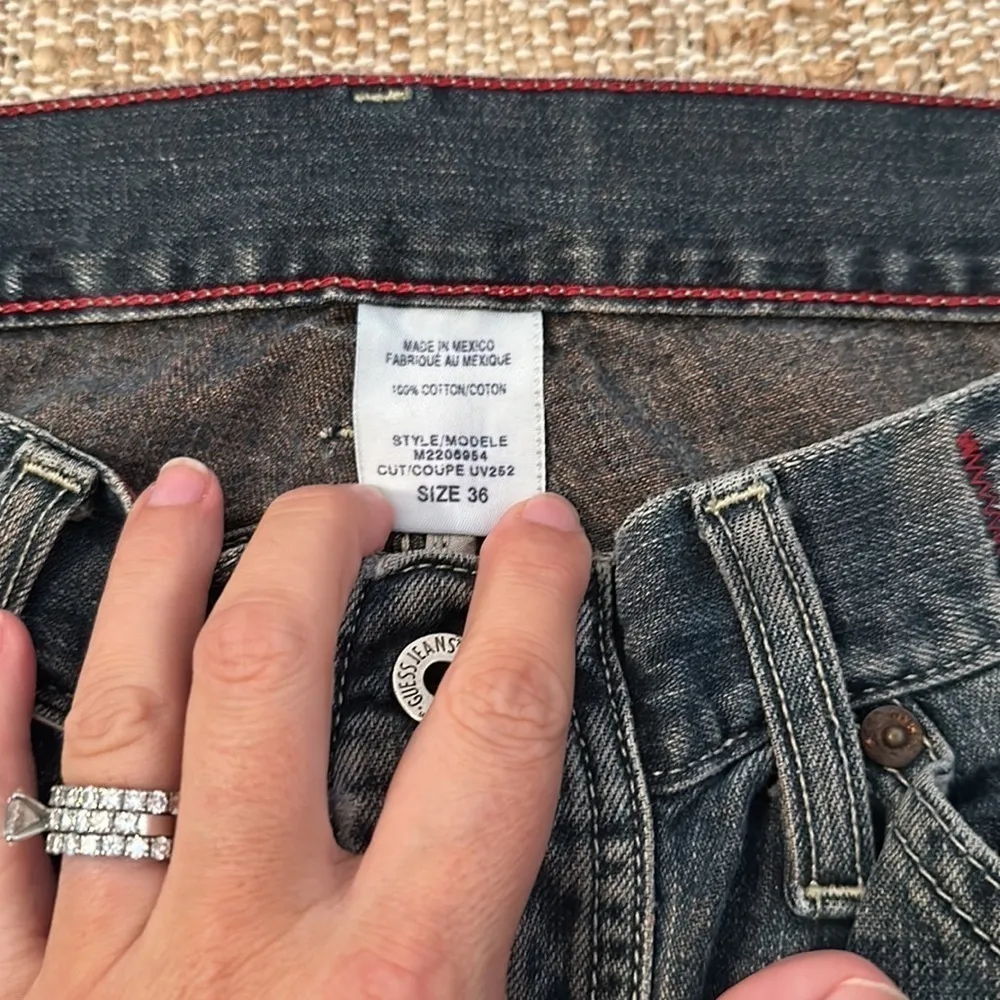 MADE IN MEXICO
FABRIQUÉ AU MEXIQUE
100% COTTON/COTON
STYLE/MODELE
M2206954
CUT/COUPE UV252
SIZE 36
GUESS JEANS